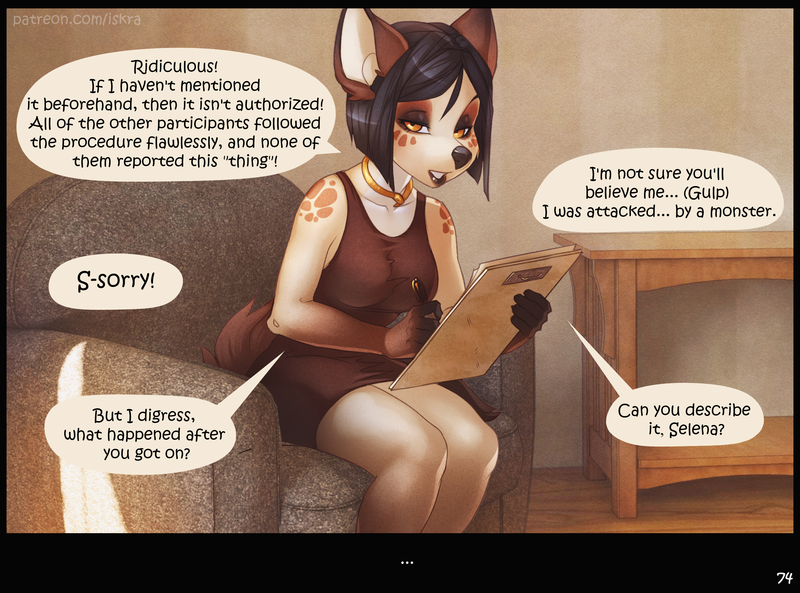 patreon.com/iskra
Ridiculous!
If I haven't mentioned
it beforehand, then it isn't authorized!
All of the other participants followed
the procedure flawlessly, and none of
them reported this "thing"!
S-sorry!
But I digress,
what happened after
you got on?
I'm not sure you'll
believe me... (Gulp)
I was attacked... by a monster.
Can you describe
it, Selena?
...
74